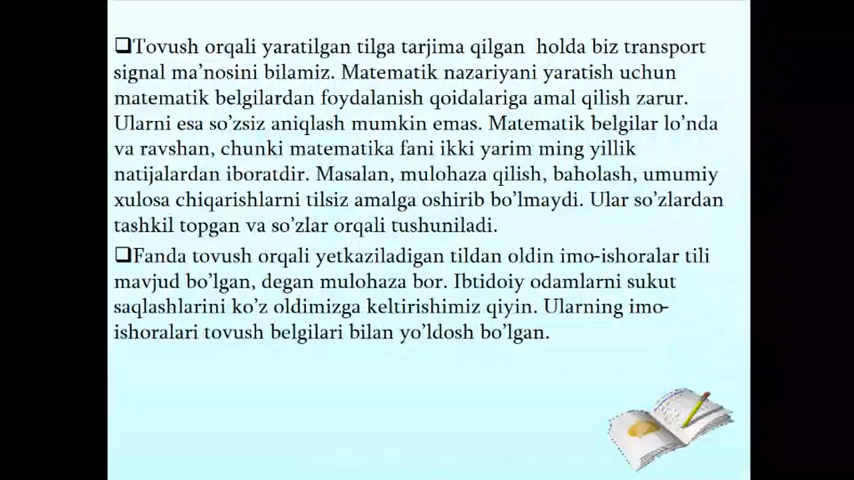 ❑Tovush orqali yaratilgan tilga tarjima qilgan holda biz transport
signal ma’nosini bilamiz. Matematik nazariyani yaratish uchun
matematik belgilardan foydalanish qoidalariga amal qilish zarur.
Ularni esa so’zsiz aniqlash mumkin emas. Matematik belgilar lo’nda
va ravshan, chunki matematika fani ikki yarim ming yillik
natijalardan iboratdir. Masalan, mulohaza qilish, baholash, umumiy
xulosa chiqarishlarni tilsiz amalga oshirib bo’lmaydi. Ular so’zlardan
tashkil topgan va so’zlar orqali tushuniladi.
❑Fanda tovush orqali yetkaziladigan tildan oldin imo-ishoralar tili
mavjud bo’lgan, degan mulohaza bor. Ibtidoiy odamlarni sukut
saqlashlarini ko’z oldimizga keltirishimiz qiyin. Ularning imo-
ishoralari tovush belgilari bilan yo’ldosh bo’lgan.